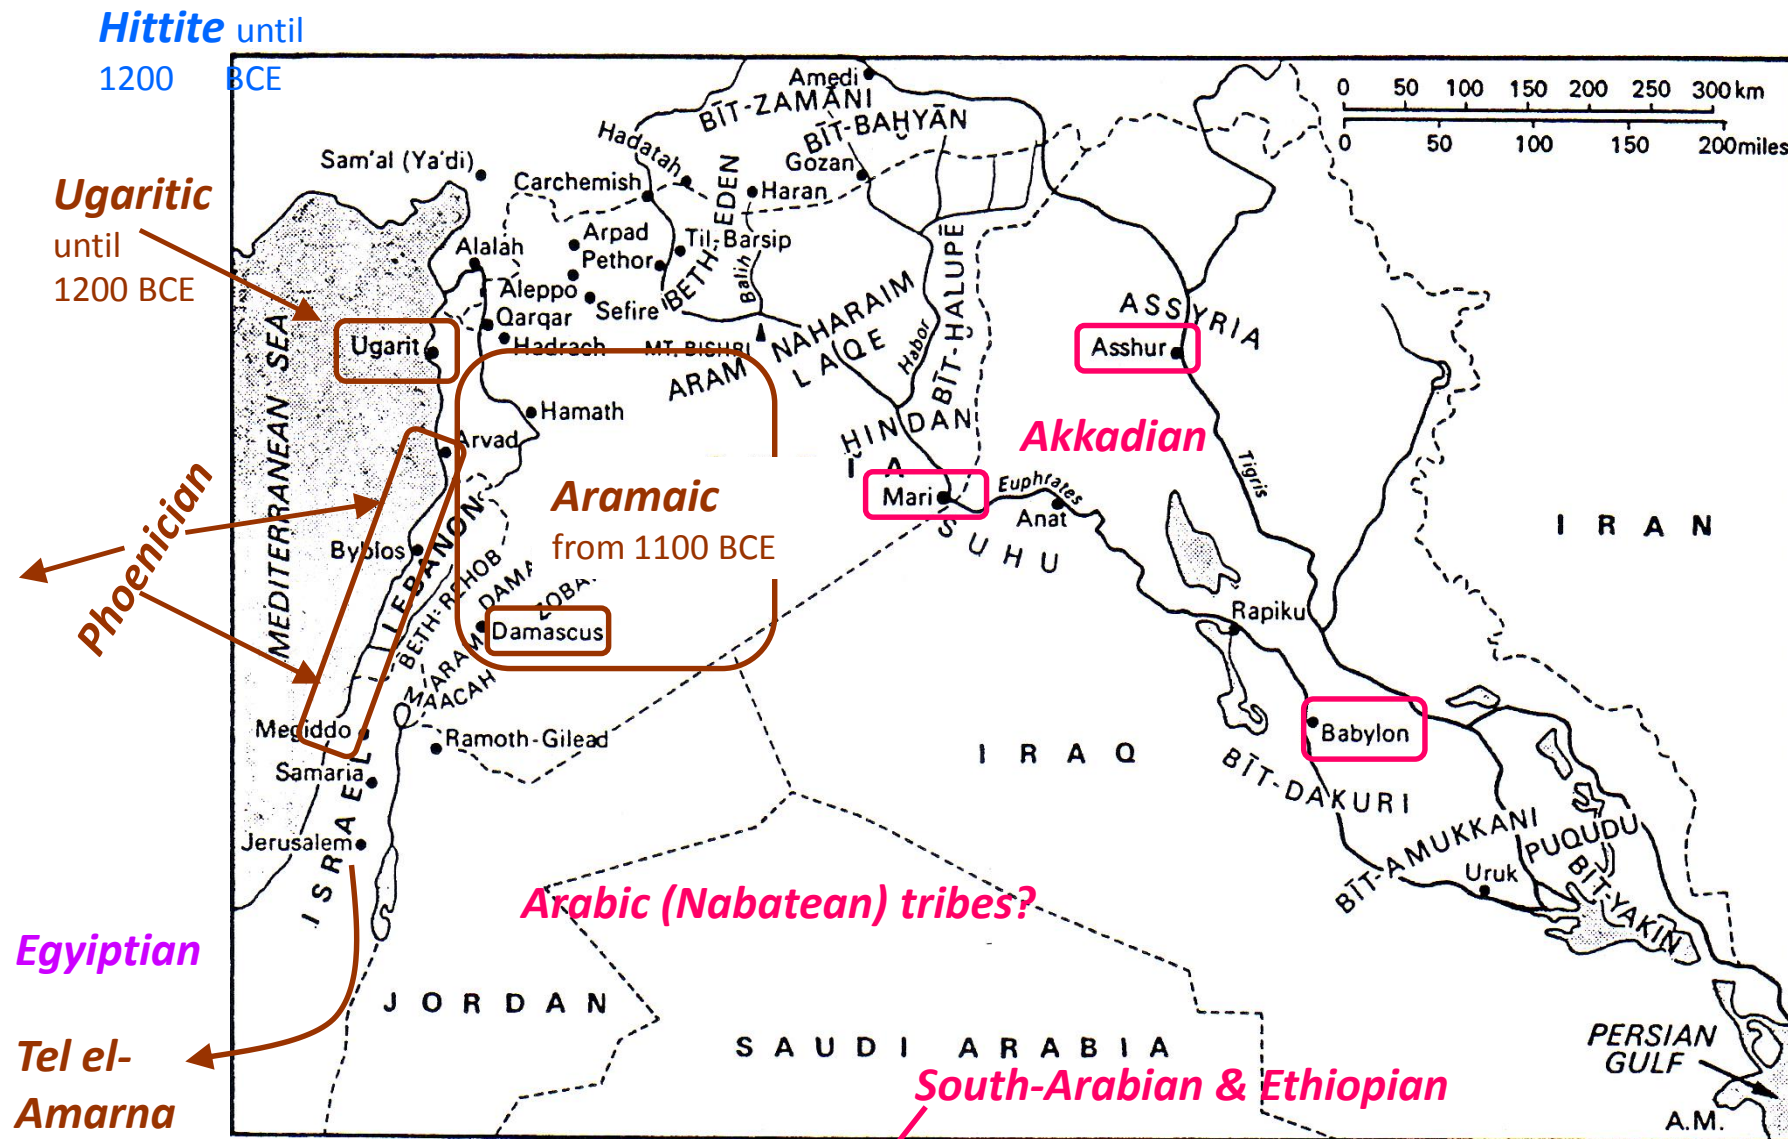 Hittite until
1200 BCE
Ugaritic
until
1200 BCE
Phoenician
Egyiptian
Tel el-
Amarna
Aramaic
from 1100 BCE
Akkadian
Arabic (Nabatean) tribes?
South-Arabian & Ethiopian
0 50 100 150 200 250 300 km
0 50 100 150 200 miles
Amedi
BĪT-ZAMĀNI
BĪT-BAḪYĀN
Hadatah
Gozan
Sam'al (Ya'di)
Carchemish
Haran
BETH-EDEN
Arpad
Til-Barsip
Pethor
Alalah
Aleppo
Sefire
Balih
Qarqar
Hadrach
MT. BISHRI
NAHARAIM
ARAM
LAQE
Habor
BĪT-ḪALUPĒ
ASSYRIA
Asshur
Ugarit
MEDITERRANEAN SEA
Hamath
Arvad
HINDAN
Mari
Euphrates
Anat
SUHU
Tigris
IRAN
Byblos
LEBANON
BETH-REHOB
ARAM DAMA
ZOBA
Damascus
MAACAH
Rapiku
Megiddo
Ramoth-Gilead
Samaria
ISRAEL
Jerusalem
IRAQ
Babylon
BĪT-DAKURI
BĪT-AMUKKANI
PUQUDU
Uruk
BĪT-YAKĪN
JORDAN
SAUDI ARABIA
PERSIAN
GULF
A.M.